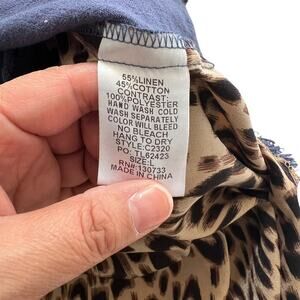 55%LINEN
45%COTTON
CONTRAST:
100%POLYESTER
HAND WASH COLD
WASH SEPARATELY
COLOR WILL BLEED
NO BLEACH
HANG TO DRY
STYLE:C2320
PO: TL62423
SIZE:L
RN#:130733
MADE IN CHINA